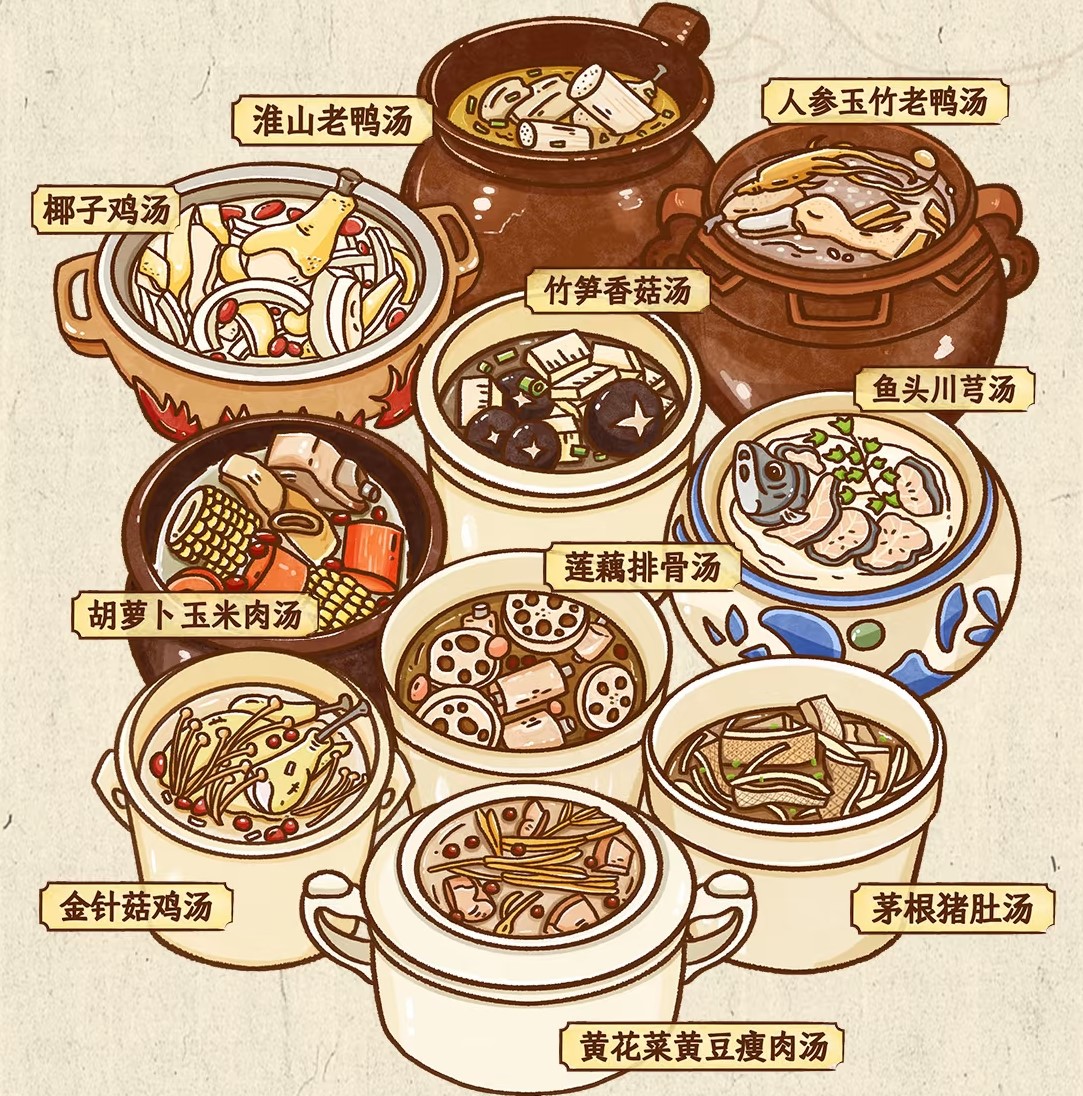 淮山老鸭汤
人参玉竹老鸭汤
椰子鸡汤
竹笋香菇汤
鱼头川芎汤
莲藕排骨汤
胡萝卜玉米肉汤
金针菇鸡汤
茅根猪肚汤
黄花菜黄豆瘦肉汤